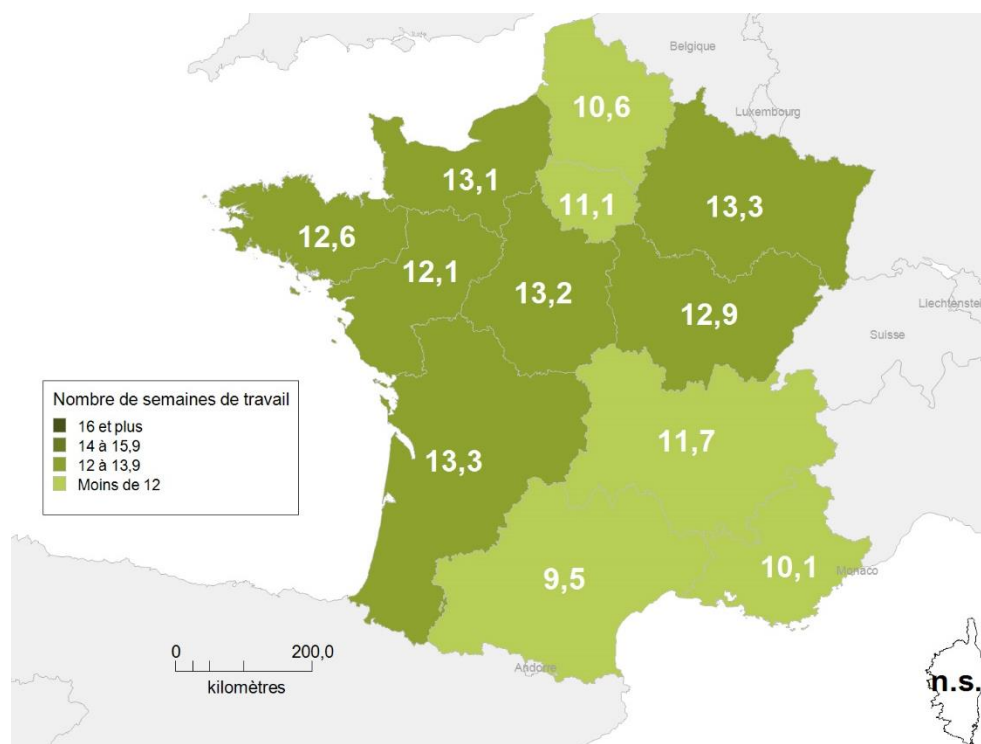 Belgique
10,6
Luxembourg
13,1
11,1
13,3
12,6
12,1
13,2
12,9
Liechtenstei
Suisse
Nombre de semaines de travail
16 et plus
14 à 15,9
12 à 13,9
Moins de 12
11,7
13,3
9,5
10,1
Monaco
0 200,0
kilomètres
Andorre
n.s.